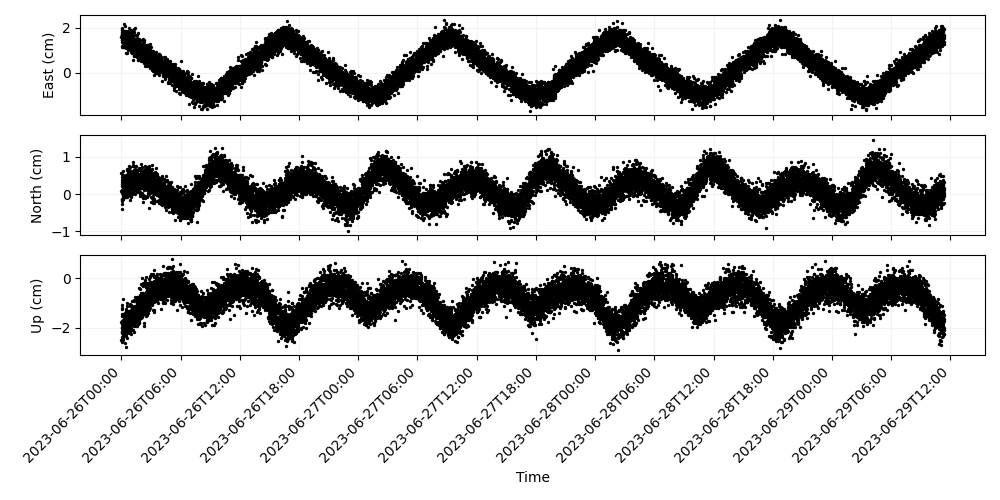 East (cm)
2
0
North (cm)
1
0
−1
Up (cm)
0
−2
2023-06-26T00:00
2023-06-26T06:00
2023-06-26T12:00
2023-06-26T18:00
2023-06-27T00:00
2023-06-27T06:00
2023-06-27T12:00
2023-06-27T18:00
2023-06-28T00:00
2023-06-28T06:00
2023-06-28T12:00
2023-06-28T18:00
2023-06-29T00:00
2023-06-29T06:00
2023-06-29T12:00
Time